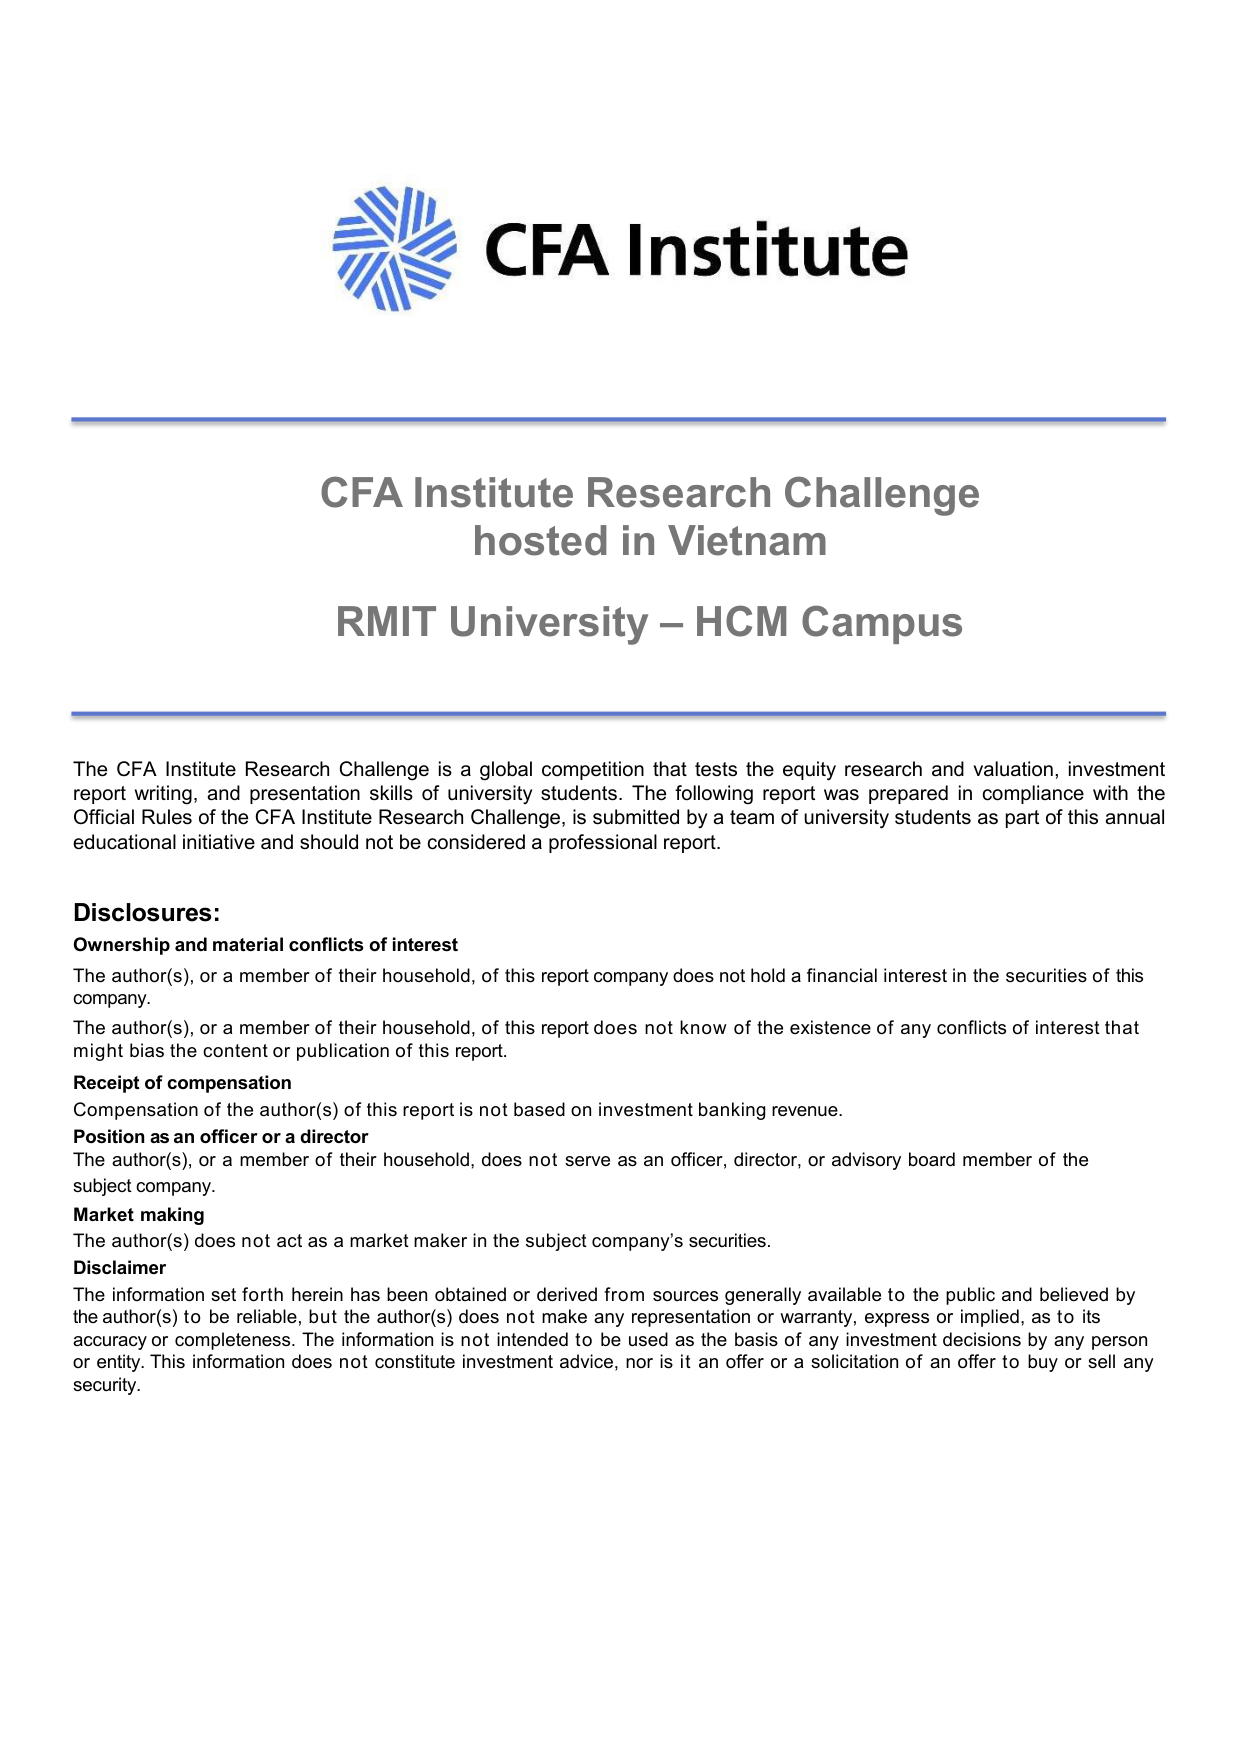 CFA Institute
CFA Institute Research Challenge
hosted in Vietnam
RMIT University – HCM Campus
The CFA Institute Research Challenge is a global competition that tests the equity research and valuation, investment
report writing, and presentation skills of university students. The following report was prepared in compliance with the
Official Rules of the CFA Institute Research Challenge, is submitted by a team of university students as part of this annual
educational initiative and should not be considered a professional report.
Disclosures:
Ownership and material conflicts of interest
The author(s), or a member of their household, of this report company does not hold a financial interest in the securities of this
company.
The author(s), or a member of their household, of this report does not know of the existence of any conflicts of interest that
might bias the content or publication of this report.
Receipt of compensation
Compensation of the author(s) of this report is not based on investment banking revenue.
Position as an officer or a director
The author(s), or a member of their household, does not serve as an officer, director, or advisory board member of the
subject company.
Market making
The author(s) does not act as a market maker in the subject company’s securities.
Disclaimer
The information set forth herein has been obtained or derived from sources generally available to the public and believed by
the author(s) to be reliable, but the author(s) does not make any representation or warranty, express or implied, as to its
accuracy or completeness. The information is not intended to be used as the basis of any investment decisions by any person
or entity. This information does not constitute investment advice, nor is it an offer or a solicitation of an offer to buy or sell any
security.